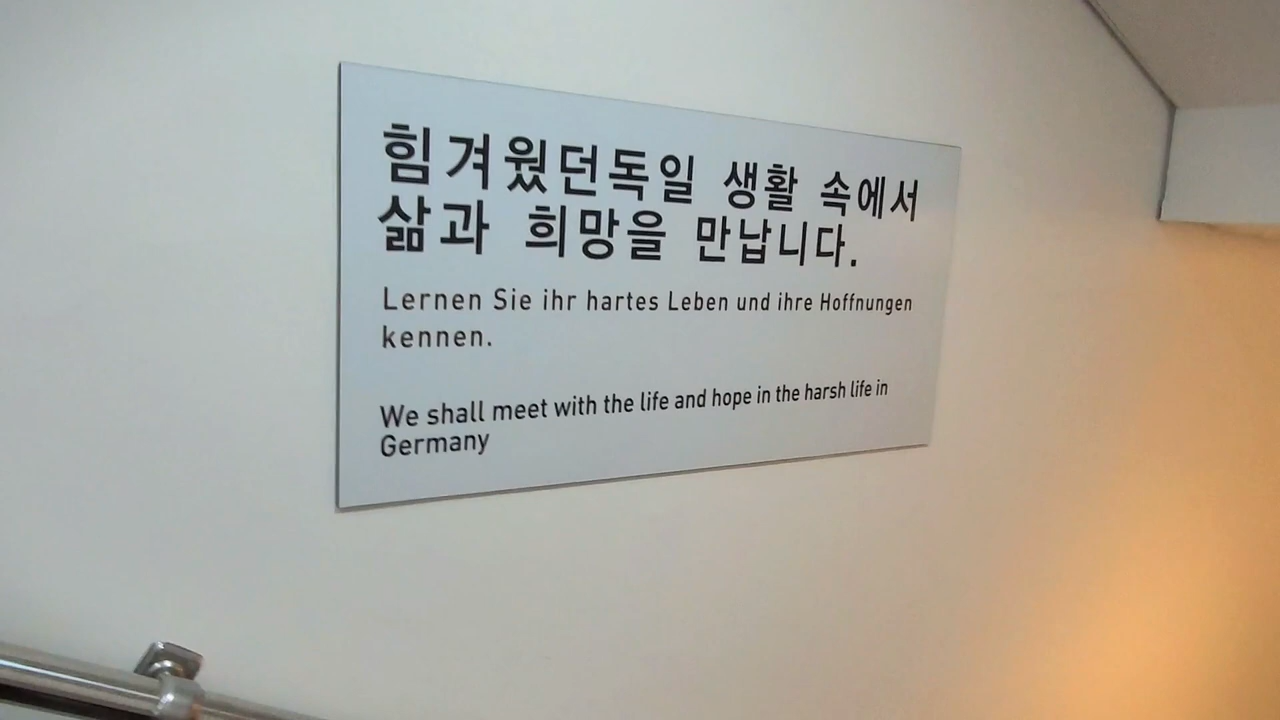 힘겨웠던독일 생활 속에서
삶과 희망을 만납니다.
Lernen Sie ihr hartes Leben und ihre Hoffnungen
kennen.
We shall meet with the life and hope in the harsh life in
Germany